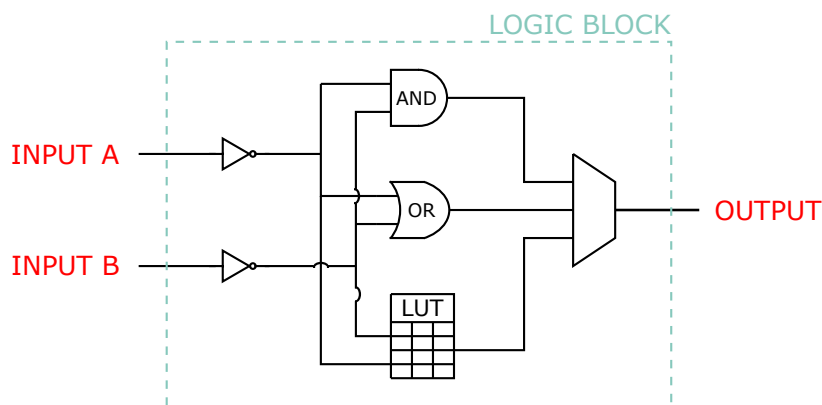 LOGIC BLOCK
AND
INPUT A
OR
OUTPUT
INPUT B
LUT